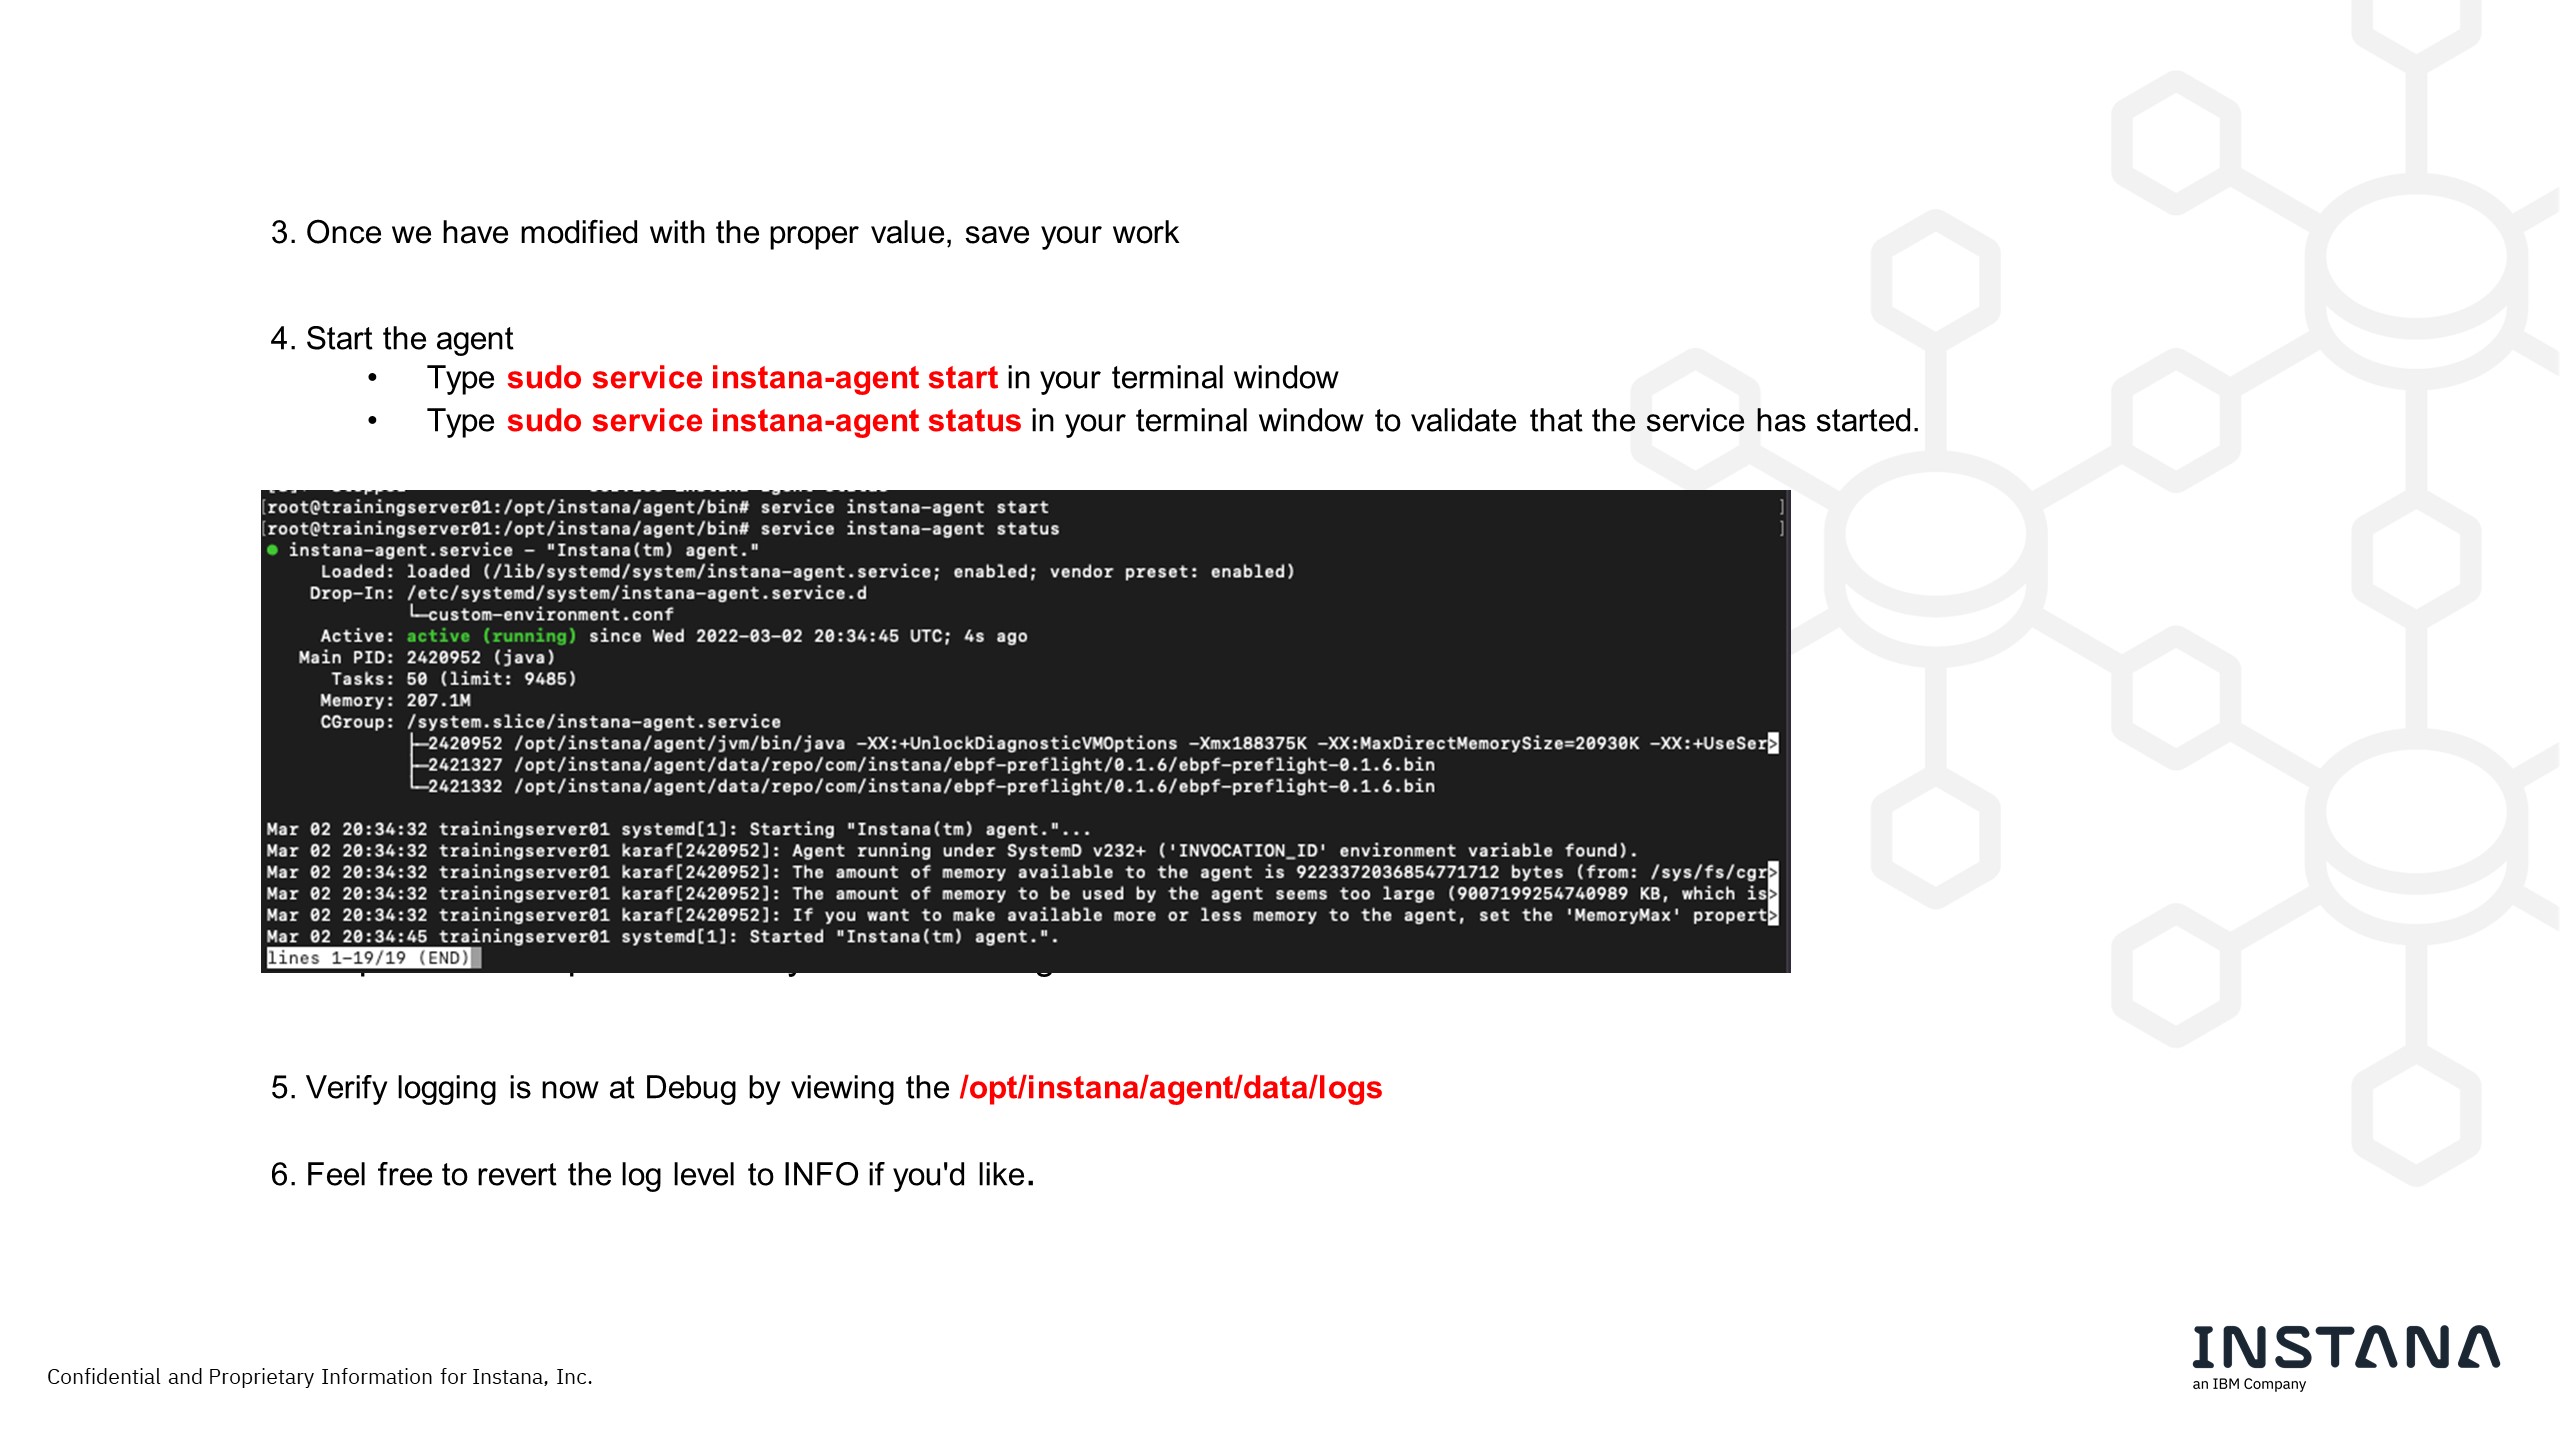 3. Once we have modified with the proper value, save your work
4. Start the agent
• Type sudo service instana-agent start in your terminal window
• Type sudo service instana-agent status in your terminal window to validate that the service has started.
[root@trainingserver01:/opt/instana/agent/bin# service instana-agent start ]
[root@trainingserver01:/opt/instana/agent/bin# service instana-agent status ]
● instana-agent.service - "Instana(tm) agent."
Loaded: loaded (/lib/systemd/system/instana-agent.service; enabled; vendor preset: enabled)
Drop-In: /etc/systemd/system/instana-agent.service.d
└─custom-environment.conf
Active: active (running) since Wed 2022-03-02 20:34:45 UTC; 4s ago
Main PID: 2420952 (java)
Tasks: 50 (limit: 9485)
Memory: 207.1M
CGroup: /system.slice/instana-agent.service
├─2420952 /opt/instana/agent/jvm/bin/java -XX:+UnlockDiagnosticVMOptions -Xmx188375K -XX:MaxDirectMemorySize=20930K -XX:+UseSer>
├─2421327 /opt/instana/agent/data/repo/com/instana/ebpf-preflight/0.1.6/ebpf-preflight-0.1.6.bin
└─2421332 /opt/instana/agent/data/repo/com/instana/ebpf-preflight/0.1.6/ebpf-preflight-0.1.6.bin
Mar 02 20:34:32 trainingserver01 systemd[1]: Starting "Instana(tm) agent."...
Mar 02 20:34:32 trainingserver01 karaf[2420952]: Agent running under SystemD v232+ ('INVOCATION_ID' environment variable found).
Mar 02 20:34:32 trainingserver01 karaf[2420952]: The amount of memory available to the agent is 9223372036854771712 bytes (from: /sys/fs/cgr>
Mar 02 20:34:32 trainingserver01 karaf[2420952]: The amount of memory to be used by the agent seems too large (9007199254740989 KB, which is>
Mar 02 20:34:32 trainingserver01 karaf[2420952]: If you want to make available more or less memory to the agent, set the 'MemoryMax' propert>
Mar 02 20:34:45 trainingserver01 systemd[1]: Started "Instana(tm) agent.".
lines 1-19/19 (END)
5. Verify logging is now at Debug by viewing the /opt/instana/agent/data/logs
6. Feel free to revert the log level to INFO if you'd like.
Confidential and Proprietary Information for Instana, Inc.
INSTANA
an IBM Company